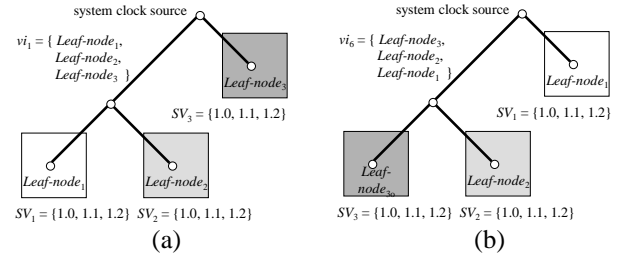 system clock source
vi₁ = { Leaf-node₁,
Leaf-node₂,
Leaf-node₃ }
Leaf-node₃
SV₃ = {1.0, 1.1, 1.2}
Leaf-node₁
Leaf-node₂
SV₁ = {1.0, 1.1, 1.2}
SV₂ = {1.0, 1.1, 1.2}
(a)
system clock source
vi₆ = { Leaf-node₃,
Leaf-node₂,
Leaf-node₁ }
Leaf-node₁
SV₁ = {1.0, 1.1, 1.2}
Leaf-
node₃ₒ
Leaf-node₂
SV₃ = {1.0, 1.1, 1.2}
SV₂ = {1.0, 1.1, 1.2}
(b)